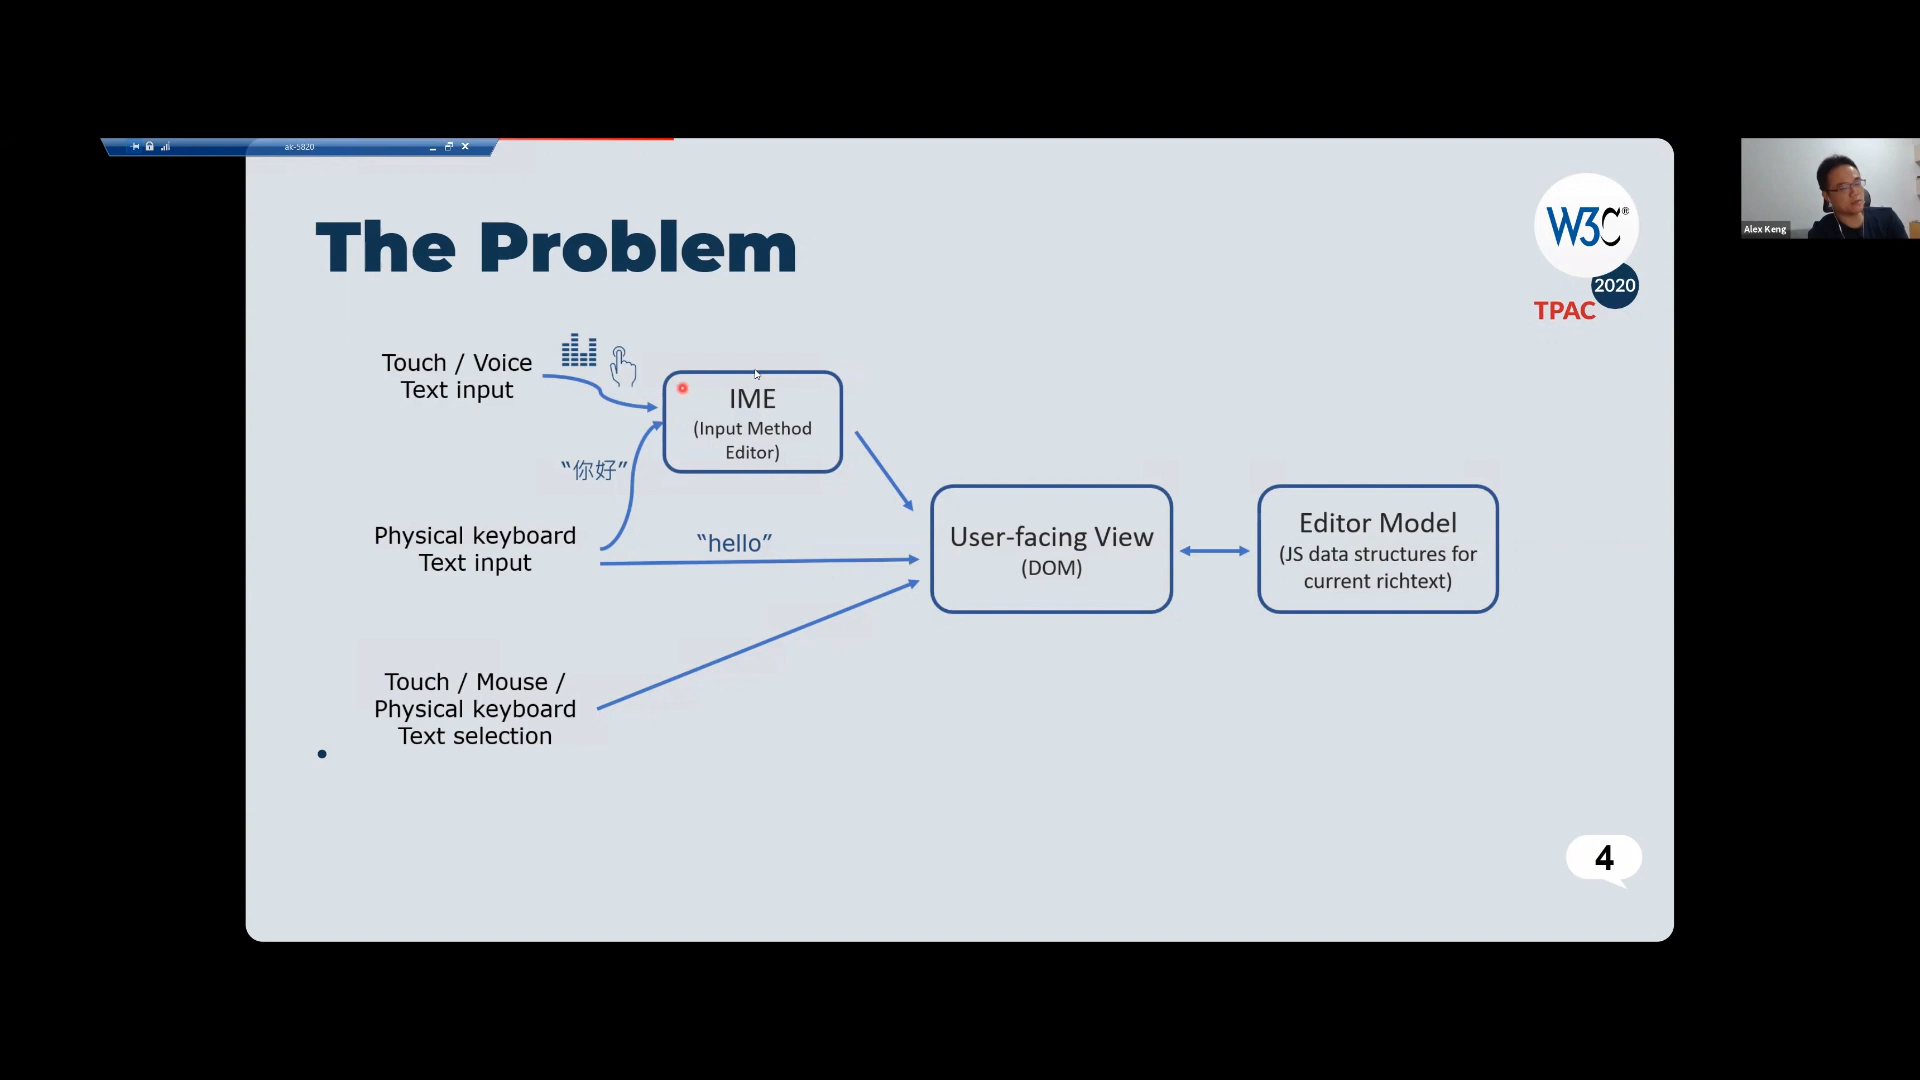 ak-5820
The Problem
W3C®
2020
TPAC
Alex Keng
Touch / Voice
Text input
IME
(Input Method
Editor)
“你好”
Physical keyboard
Text input
“hello”
User-facing View
(DOM)
Editor Model
(JS data structures for
current richtext)
Touch / Mouse /
Physical keyboard
Text selection
4